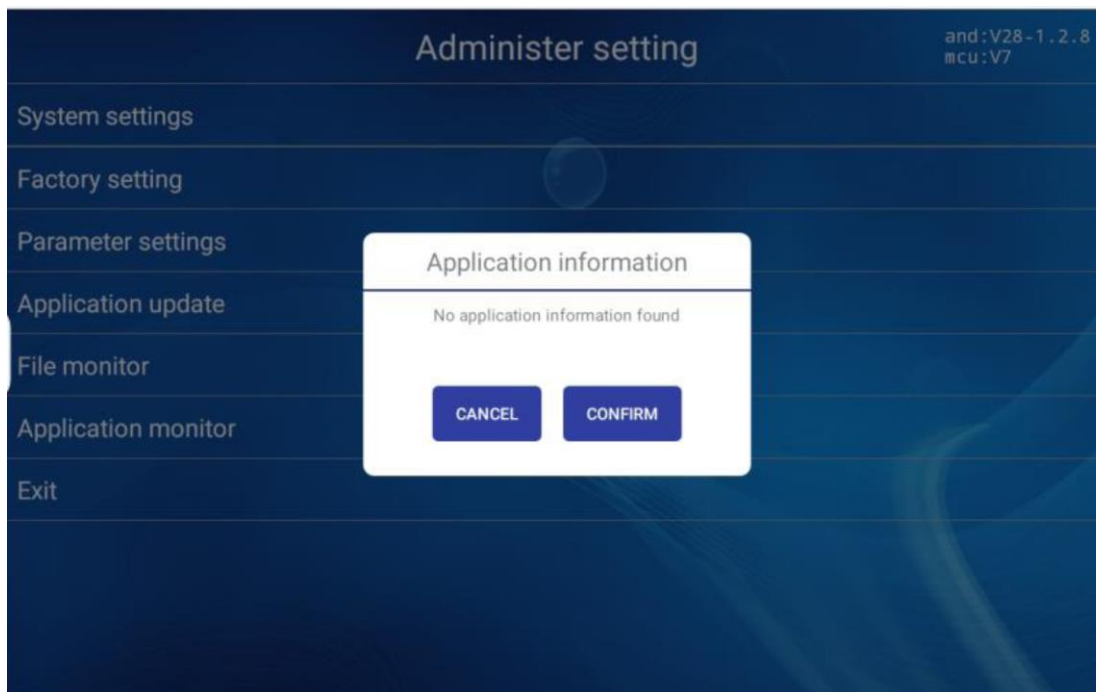 Administer setting
and:V28-1.2.8
mcu:V7
System settings
Factory setting
Parameter settings
Application update
File monitor
Application monitor
Exit
Application information
No application information found
CANCEL
CONFIRM